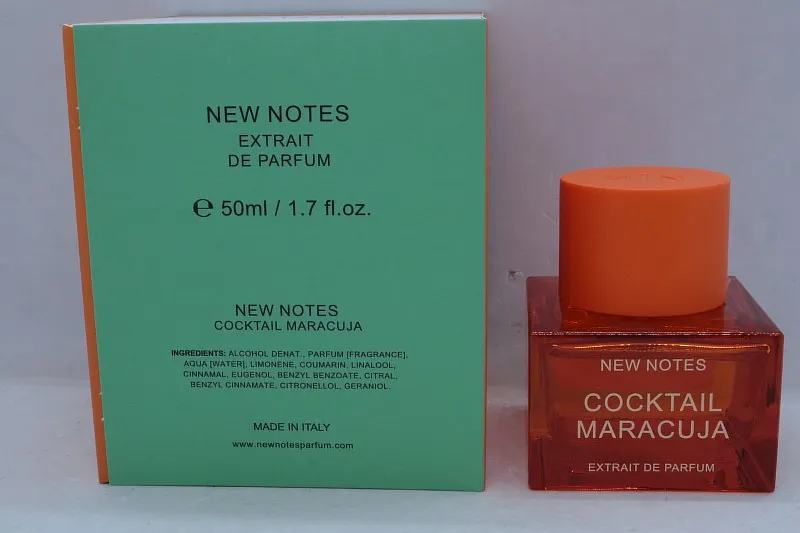 NEW NOTES
EXTRAIT
DE PARFUM
℮ 50ml / 1.7 fl.oz.
NEW NOTES
COCKTAIL MARACUJA
INGREDIENTS: ALCOHOL DENAT., PARFUM [FRAGRANCE],
AQUA [WATER], LIMONENE, COUMARIN, LINALOOL,
CINNAMAL, EUGENOL, BENZYL BENZOATE, CITRAL,
BENZYL CINNAMATE, CITRONELLOL, GERANIOL.
MADE IN ITALY
www.newnotesparfum.com
NEW NOTES
COCKTAIL
MARACUJA
EXTRAIT DE PARFUM